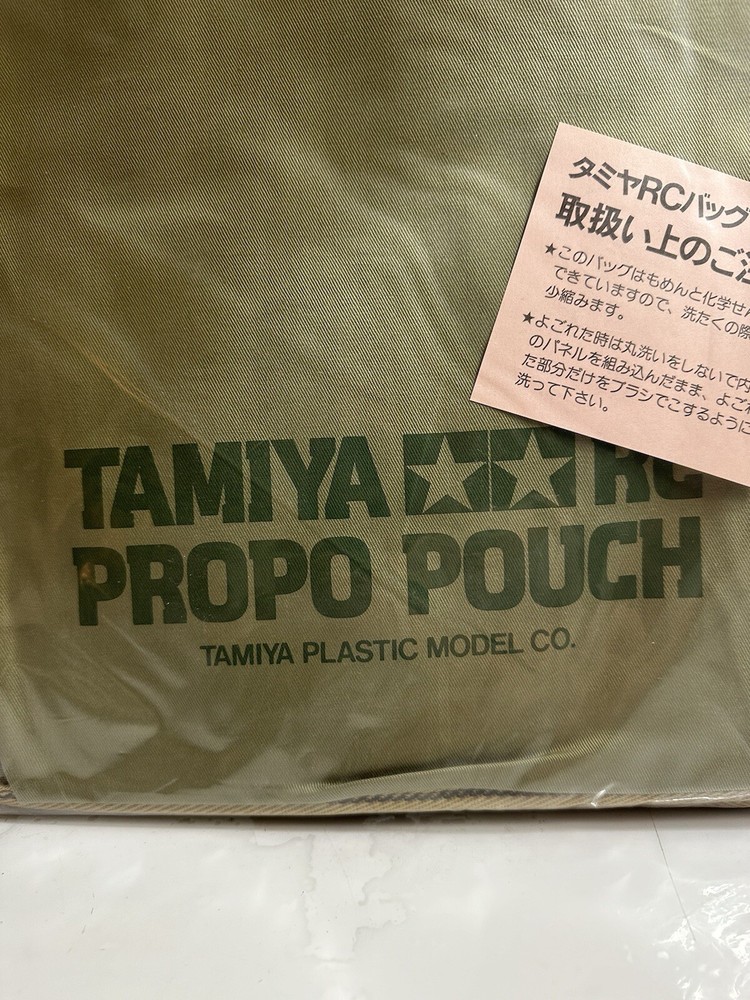 タミヤRCバッグ
取扱い上のご注
★このバッグはもめんと化学せん
できていますので、洗たくの際
少縮みます。
★よごれた時は丸洗いをしないで内
のパネルを組み込んだまま、よごれ
た部分だけをブラシでこするように
洗って下さい。
TAMIYA RC
PROPO POUCH
TAMIYA PLASTIC MODEL CO.